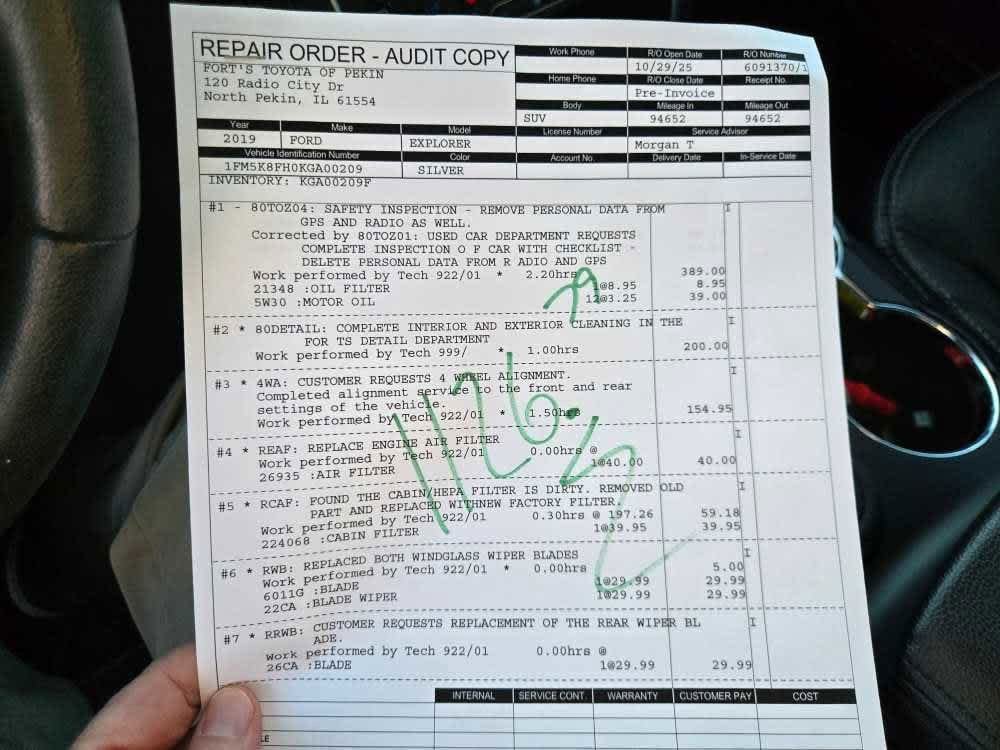 REPAIR ORDER - AUDIT COPY
FORT'S TOYOTA OF PEKIN
120 Radio City Dr
North Pekin, IL 61554
Work Phone R/O Open Date R/O Number
10/29/25 6091370/1
Home Phone R/O Close Date Receipt No.
Pre-Invoice
Body Mileage In Mileage Out
SUV 94652 94652
Year Make Model License Number Service Advisor
2019 FORD EXPLORER Morgan T
Vehicle Identification Number Color Account No. Delivery Date In-Service Date
1FM5K8FH0KGA00209 SILVER
INVENTORY: KGA00209F
#1 - 80TOZ04: SAFETY INSPECTION - REMOVE PERSONAL DATA FROM I
GPS AND RADIO AS WELL.
Corrected by 80TOZ01: USED CAR DEPARTMENT REQUESTS
COMPLETE INSPECTION O F CAR WITH CHECKLIST -
DELETE PERSONAL DATA FROM R ADIO AND GPS
Work performed by Tech 922/01 * 2.20hrs 389.00
21348 :OIL FILTER 1@8.95 8.95
5W30 :MOTOR OIL 12@3.25 39.00
#2 * 80DETAIL: COMPLETE INTERIOR AND EXTERIOR CLEANING IN THE I
FOR TS DETAIL DEPARTMENT
Work performed by Tech 999/ * 1.00hrs 200.00
#3 * 4WA: CUSTOMER REQUESTS 4 WHEEL ALIGNMENT. I
Completed alignment service to the front and rear
settings of the vehicle.
Work performed by Tech 922/01 * 1.50hrs 154.95
#4 * REAF: REPLACE ENGINE AIR FILTER I
Work performed by Tech 922/01 0.00hrs @
26935 :AIR FILTER 1@40.00 40.00
#5 * RCAF: FOUND THE CABIN/HEPA FILTER IS DIRTY. REMOVED OLD I
PART AND REPLACED WITHNEW FACTORY FILTER.
Work performed by Tech 922/01 0.30hrs @ 197.26 59.18
224068 :CABIN FILTER 1@39.95 39.95
#6 * RWB: REPLACED BOTH WINDGLASS WIPER BLADES I
Work performed by Tech 922/01 * 0.00hrs 5.00
6011G :BLADE 1@29.99 29.99
22CA :BLADE WIPER 1@29.99 29.99
#7 * RRWB: CUSTOMER REQUESTS REPLACEMENT OF THE REAR WIPER BL I
ADE.
Work performed by Tech 922/01 0.00hrs @
26CA :BLADE 1@29.99 29.99
INTERNAL SERVICE CONT. WARRANTY CUSTOMER PAY COST